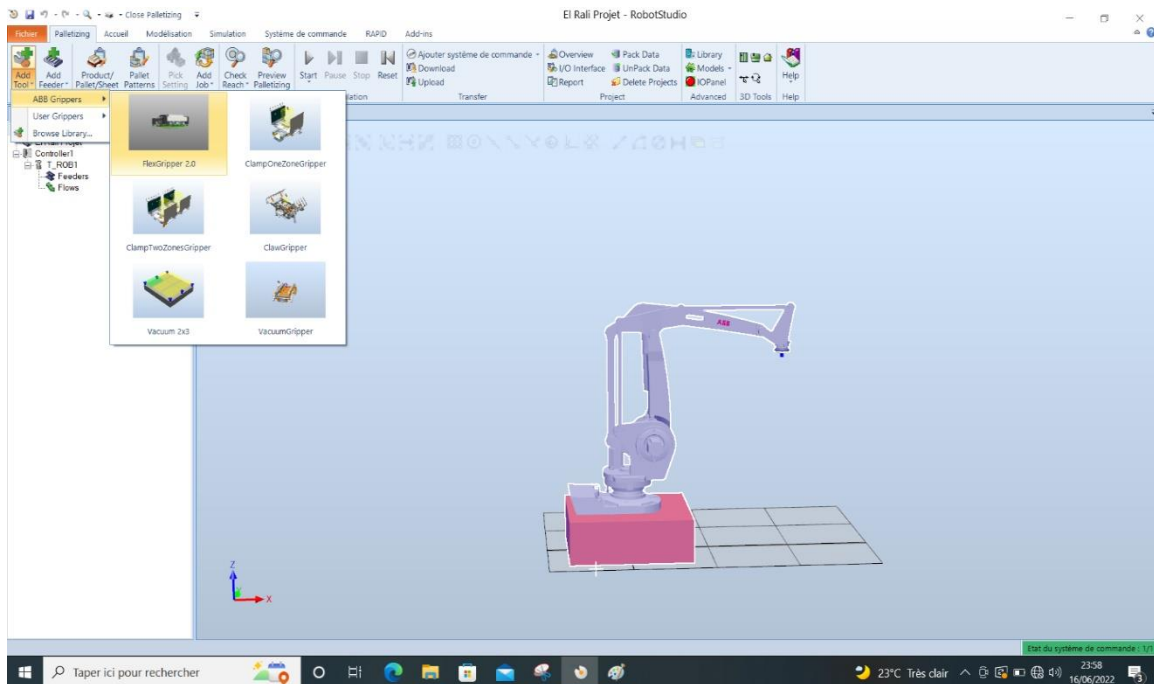 - Close Palletizing
El Rali Projet - RobotStudio
Fichier Palletizing Accueil Modélisation Simulation Système de commande RAPID Add-ins
Add Tool Add Feeder Product/ Pallet/Sheet Pallet Patterns Pick Setting Add Job Check Reach Preview Palletizing Start Pause Stop Reset
Ajouter système de commande
Download
Upload
Transfer
Overview Pack Data
I/O Interface UnPack Data
Report Delete Projects
Project
Library
Models
IOPanel
Advanced
3D Tools
Help
Help
ABB Grippers
User Grippers
Browse Library...
Controller1
T_ROB1
Feeders
Flows
FlexGripper 2.0 ClampOneZoneGripper
ClampTwoZonesGripper ClawGripper
Vacuum 2x3 VacuumGripper
ABB
Z
X
Etat du système de commande : 1/1
Taper ici pour rechercher
23°C Très clair
23:58
16/06/2022
3